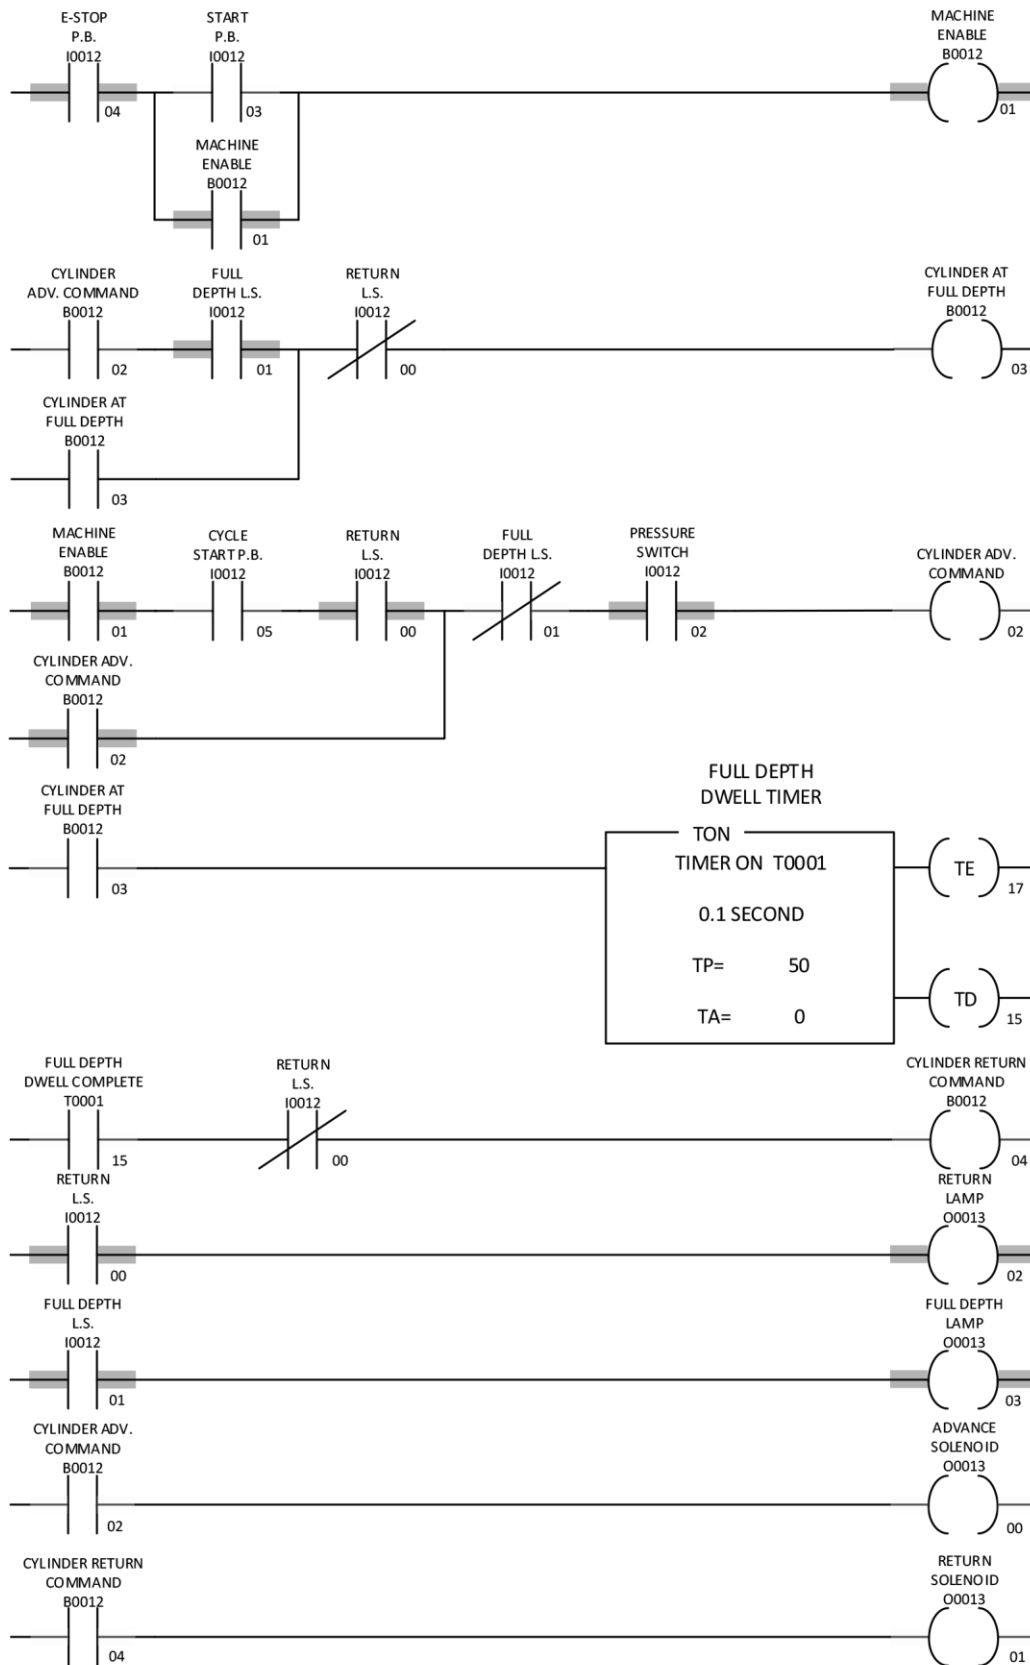 E-STOP
P.B.
I0012
04
START
P.B.
I0012
03
MACHINE
ENABLE
B0012
01
MACHINE
ENABLE
B0012
01
CYLINDER
ADV. COMMAND
B0012
02
FULL
DEPTH L.S.
I0012
01
RETURN
L.S.
I0012
00
CYLINDER AT
FULL DEPTH
B0012
03
CYLINDER AT
FULL DEPTH
B0012
03
MACHINE
ENABLE
B0012
01
CYCLE
START P.B.
I0012
05
RETURN
L.S.
I0012
00
FULL
DEPTH L.S.
I0012
01
PRESSURE
SWITCH
I0012
02
CYLINDER ADV.
COMMAND
02
CYLINDER ADV.
COMMAND
B0012
02
CYLINDER AT
FULL DEPTH
B0012
03
FULL DEPTH
DWELL TIMER
TON
TIMER ON T0001
0.1 SECOND
TP= 50
TA= 0
TE
17
TD
15
FULL DEPTH
DWELL COMPLETE
T0001
15
RETURN
L.S.
I0012
00
CYLINDER RETURN
COMMAND
B0012
04
RETURN
L.S.
I0012
00
RETURN
LAMP
O0013
02
FULL DEPTH
L.S.
I0012
01
FULL DEPTH
LAMP
O0013
03
CYLINDER ADV.
COMMAND
B0012
02
ADVANCE
SOLENOID
O0013
00
CYLINDER RETURN
COMMAND
B0012
04
RETURN
SOLENOID
O0013
01